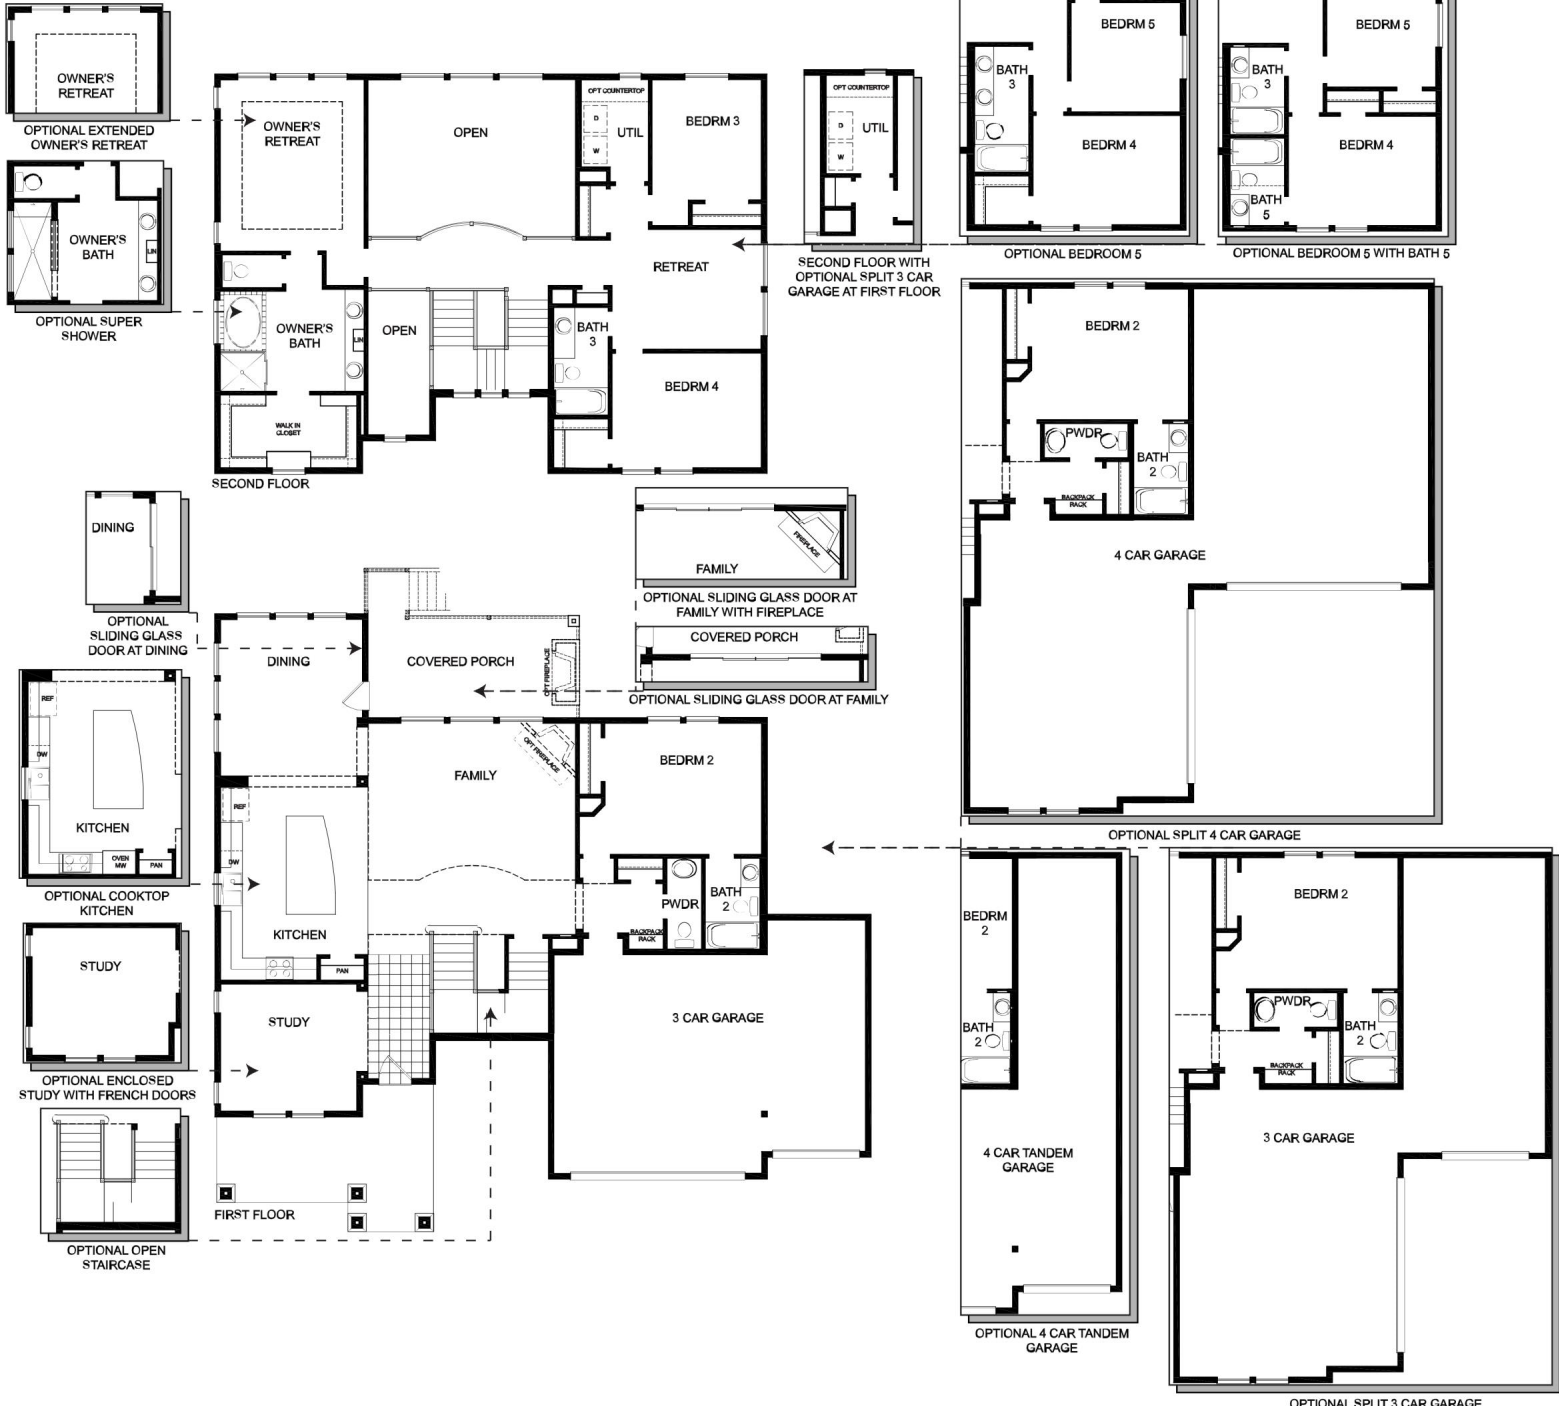 OWNER'S
RETREAT
OPTIONAL EXTENDED
OWNER'S RETREAT
OWNER'S
BATH
LIN
OPTIONAL SUPER
SHOWER
OWNER'S
RETREAT
OPEN
OPT COUNTERTOP
D
W
UTIL
BEDRM 3
RETREAT
OWNER'S
BATH
LIN
OPEN
BATH
3
BEDRM 4
WALK IN
CLOSET
SECOND FLOOR
OPT COUNTERTOP
D
W
UTIL
SECOND FLOOR WITH
OPTIONAL SPLIT 3 CAR
GARAGE AT FIRST FLOOR
BEDRM 5
BATH
3
BEDRM 4
OPTIONAL BEDROOM 5
BEDRM 5
BATH
3
BEDRM 4
BATH
5
OPTIONAL BEDROOM 5 WITH BATH 5
DINING
OPTIONAL
SLIDING GLASS
DOOR AT DINING
FIREPLACE
FAMILY
OPTIONAL SLIDING GLASS DOOR AT
FAMILY WITH FIREPLACE
COVERED PORCH
OPTIONAL SLIDING GLASS DOOR AT FAMILY
BEDRM 2
PWDR
BATH
2
BACKPACK
RACK
4 CAR GARAGE
OPTIONAL SPLIT 4 CAR GARAGE
REF
DW
KITCHEN
OVEN
MW
PAN
OPTIONAL COOKTOP
KITCHEN
STUDY
OPTIONAL ENCLOSED
STUDY WITH FRENCH DOORS
OPTIONAL OPEN
STAIRCASE
DINING
COVERED PORCH
OPT FIREPLACE
FAMILY
OPT FIREPLACE
BEDRM 2
REF
DW
KITCHEN
PAN
PWDR
BATH
2
BACKPACK
RACK
STUDY
3 CAR GARAGE
FIRST FLOOR
BEDRM
2
BATH
2
4 CAR TANDEM
GARAGE
OPTIONAL 4 CAR TANDEM
GARAGE
BEDRM 2
PWDR
BATH
2
BACKPACK
RACK
3 CAR GARAGE
OPTIONAL SPLIT 3 CAR GARAGE